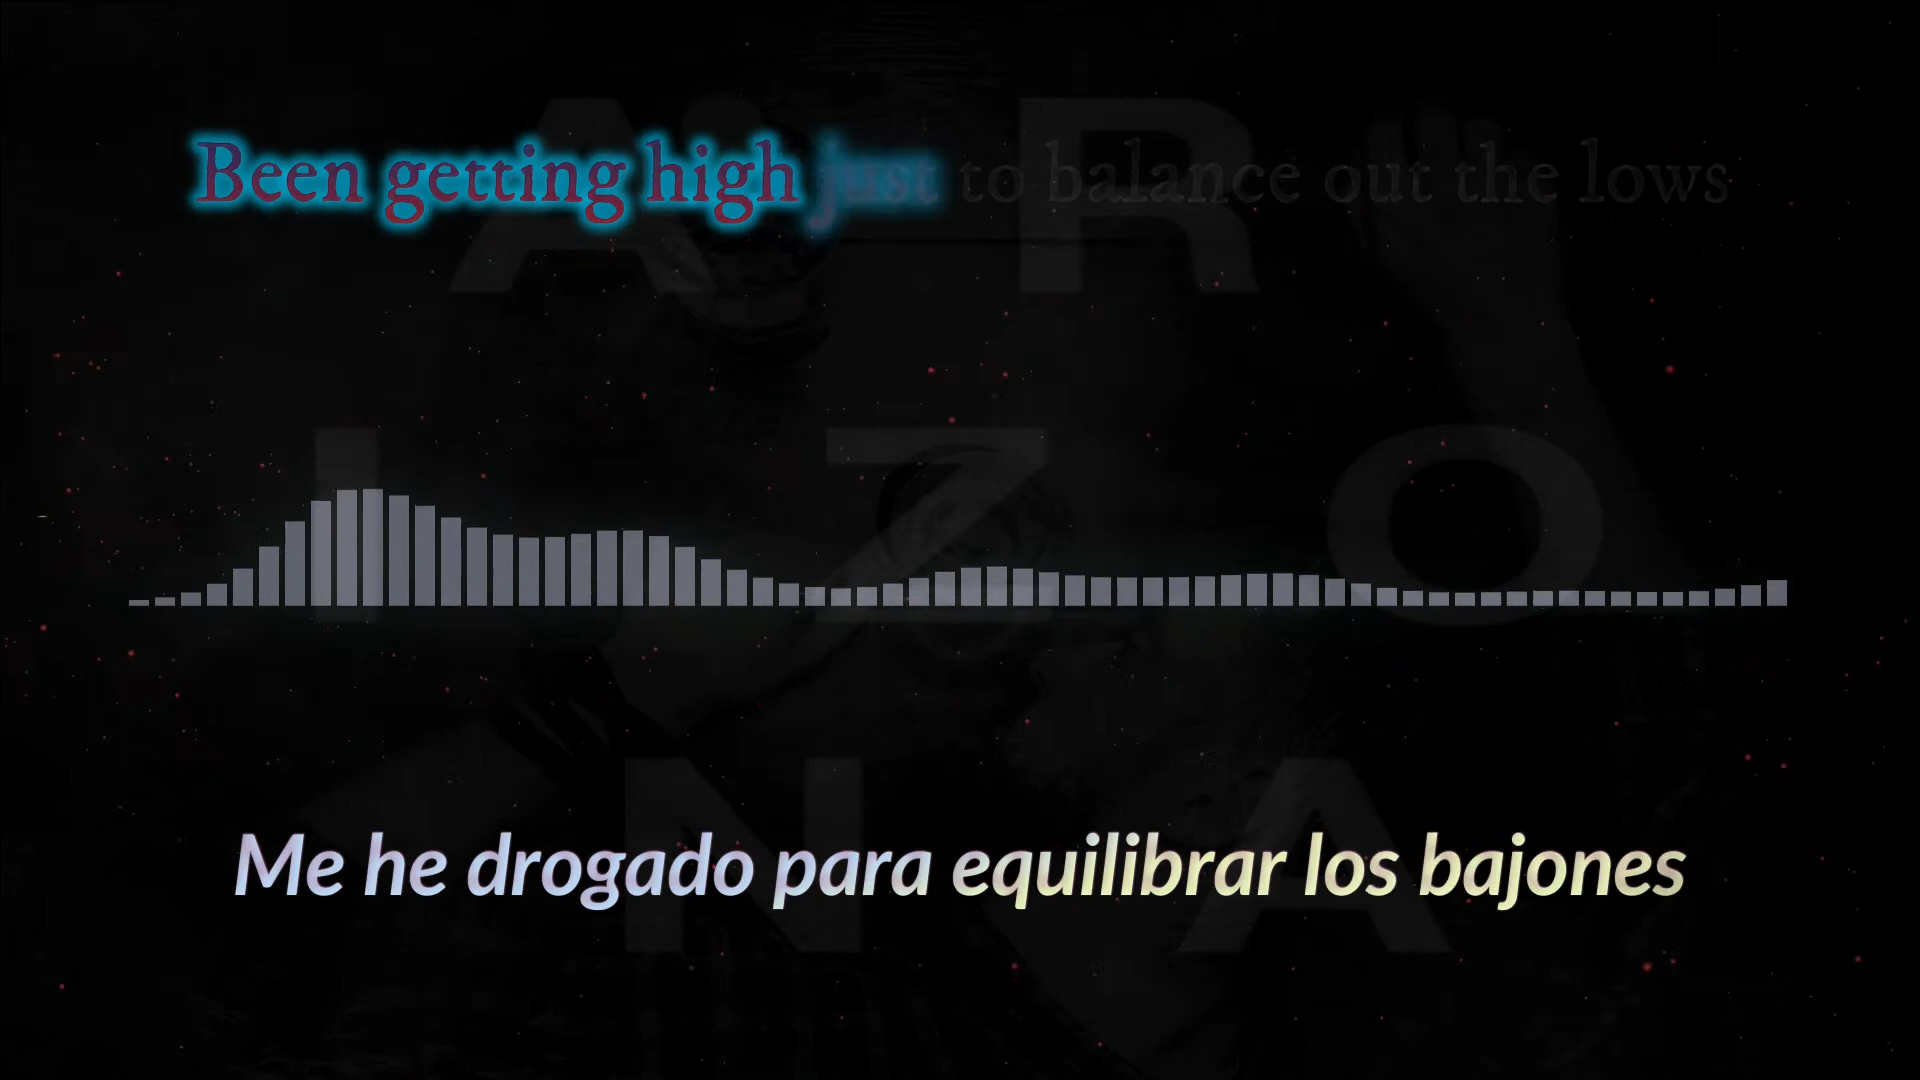 Been getting high just to balance out the lows
A R
I Z O
N A
Me he drogado para equilibrar los bajones